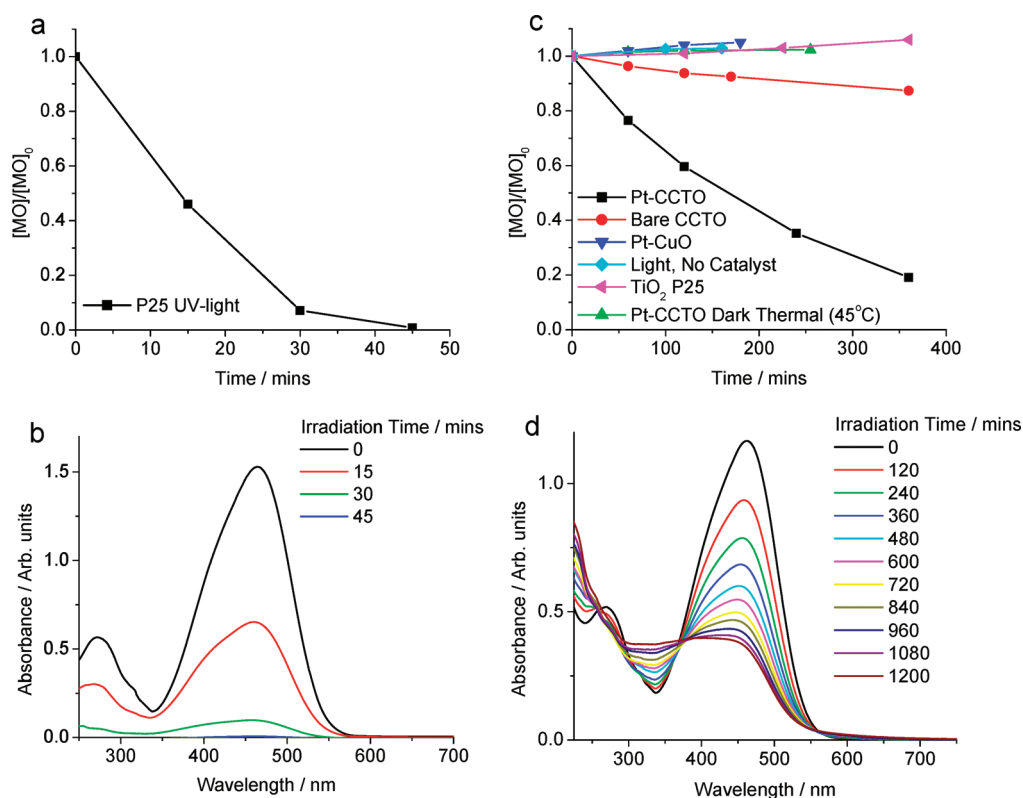 a
1.0
0.8
0.6
0.4
0.2
0.0
[MO]/[MO]0
P25 UV-light
0 10 20 30 40 50
Time / mins
c
1.0
0.8
0.6
0.4
0.2
0.0
[MO]/[MO]0
Pt-CCTO
Bare CCTO
Pt-CuO
Light, No Catalyst
TiO2 P25
Pt-CCTO Dark Thermal (45°C)
0 100 200 300 400
Time / mins
b
Irradiation Time / mins
0
15
30
45
1.5
1.0
0.5
0.0
Absorbance / Arb. units
300 400 500 600 700
Wavelength / nm
d
Irradiation Time / mins
0
120
240
360
480
600
720
840
960
1080
1200
1.0
0.5
0.0
Absorbance / Arb. units
300 400 500 600 700
Wavelength / nm